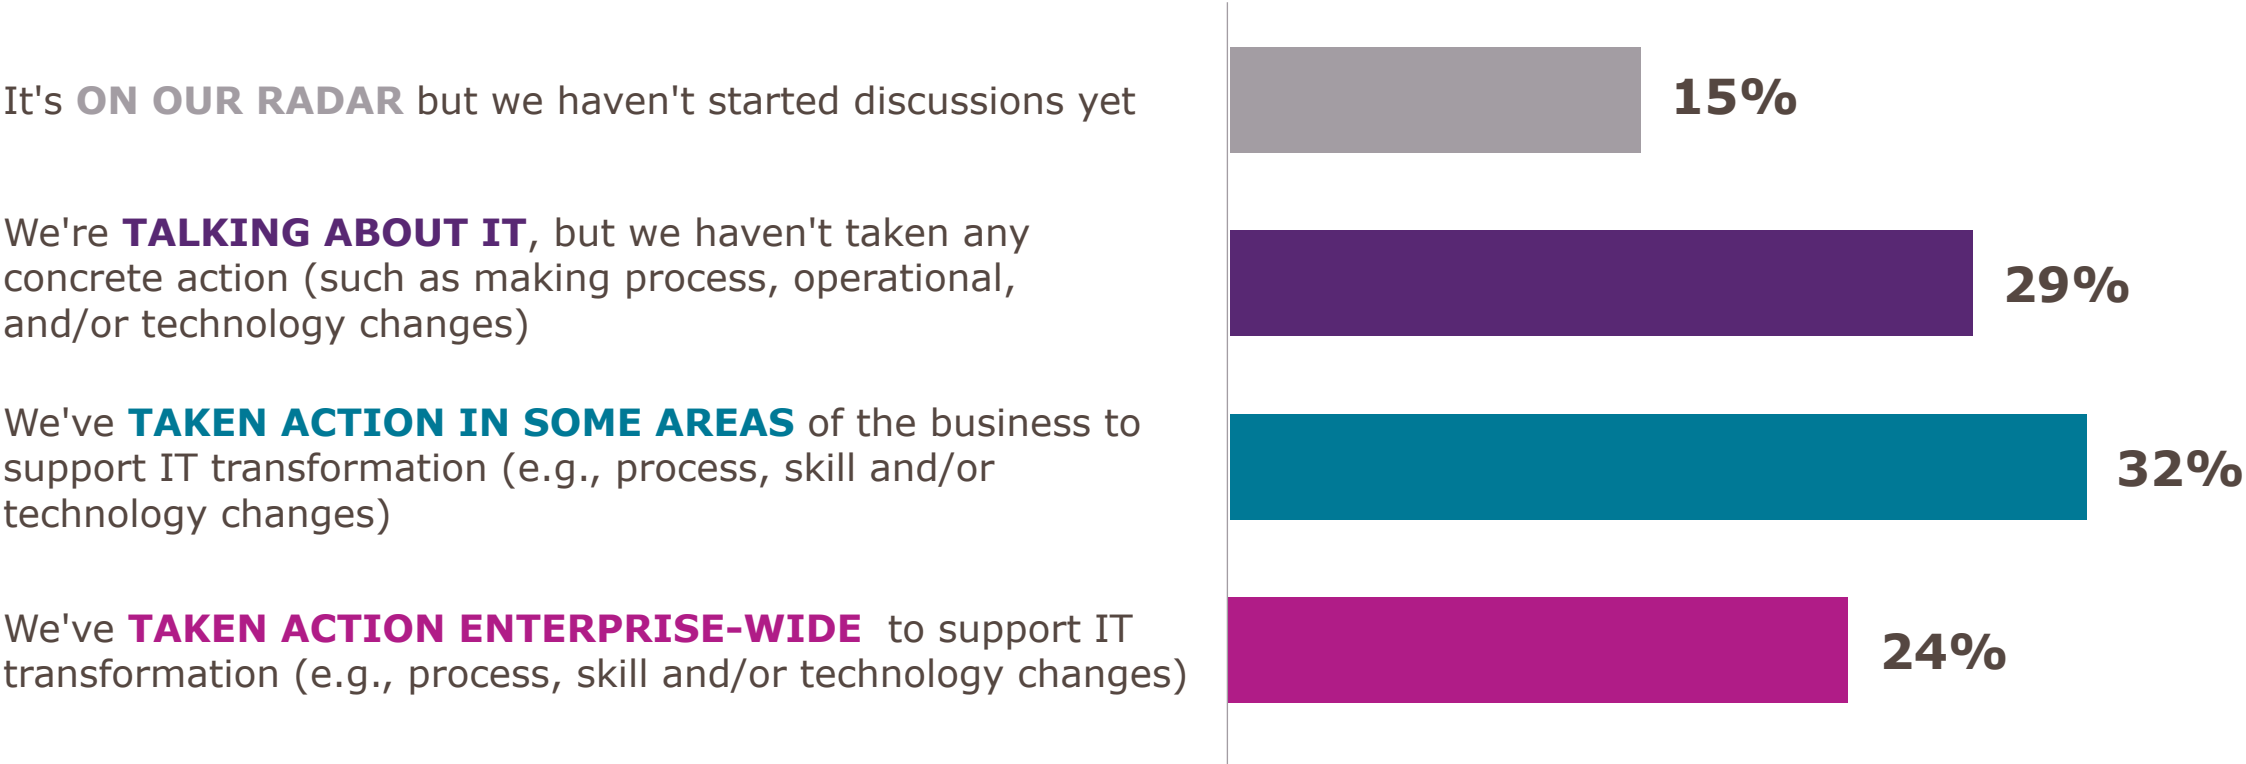 It's ON OUR RADAR but we haven't started discussions yet
15%
We're TALKING ABOUT IT, but we haven't taken any
concrete action (such as making process, operational,
and/or technology changes)
29%
We've TAKEN ACTION IN SOME AREAS of the business to
support IT transformation (e.g., process, skill and/or
technology changes)
32%
We've TAKEN ACTION ENTERPRISE-WIDE to support IT
transformation (e.g., process, skill and/or technology changes)
24%